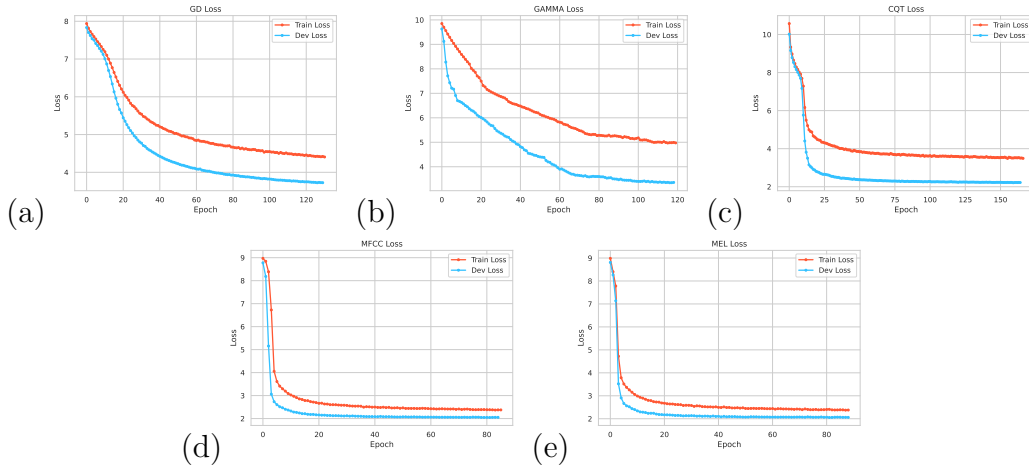 GD Loss
8
7
6
5
4
Loss
Train Loss
Dev Loss
0 20 40 60 80 100 120
Epoch
(a)
GAMMA Loss
10
9
8
7
6
5
4
Loss
Train Loss
Dev Loss
0 20 40 60 80 100 120
Epoch
(b)
CQT Loss
10
8
6
4
2
Loss
Train Loss
Dev Loss
0 25 50 75 100 125 150
Epoch
(c)
MFCC Loss
9
8
7
6
5
4
3
2
Loss
Train Loss
Dev Loss
0 20 40 60 80
Epoch
(d)
MEL Loss
9
8
7
6
5
4
3
2
Loss
Train Loss
Dev Loss
0 20 40 60 80
Epoch
(e)